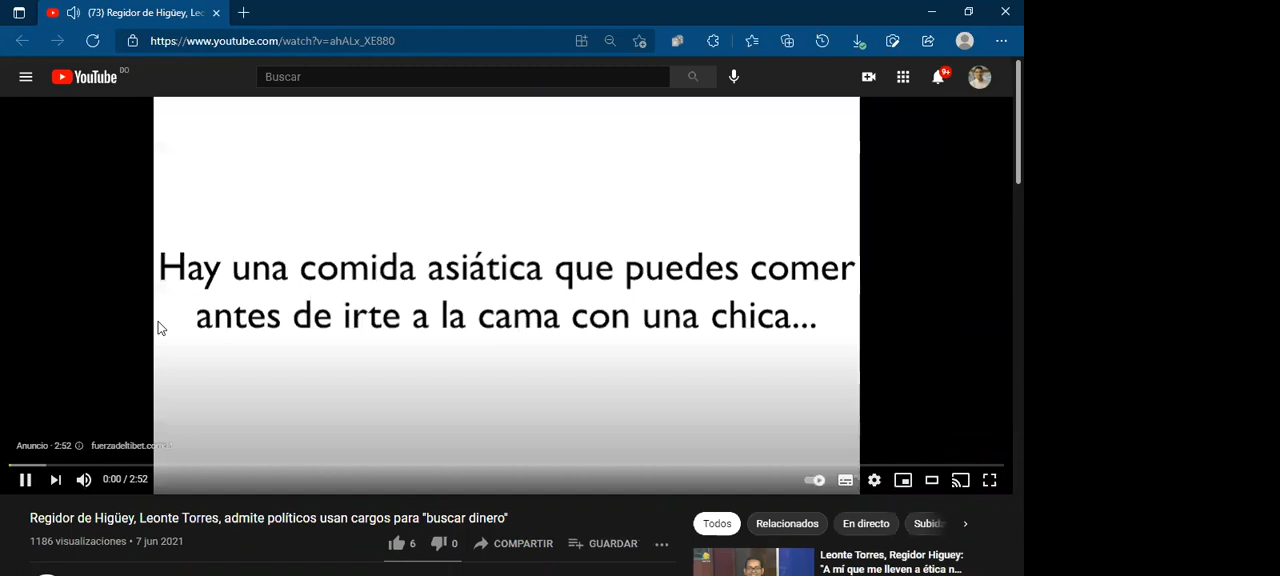 (73) Regidor de Higüey, Leo
https://www.youtube.com/watch?v=ahALx_XE880
YouTube DO
Buscar
9+
Hay una comida asiática que puedes comer
antes de irte a la cama con una chica...
Anuncio · 2:52 fuerzadeltibet.com
0:00 / 2:52
Regidor de Higüey, Leonte Torres, admite políticos usan cargos para "buscar dinero"
1186 visualizaciones • 7 jun 2021
6
0
COMPARTIR
GUARDAR
Todos
Relacionados
En directo
Subid
Leonte Torres, Regidor Higuey:
"A mí que me lleven a ética n...